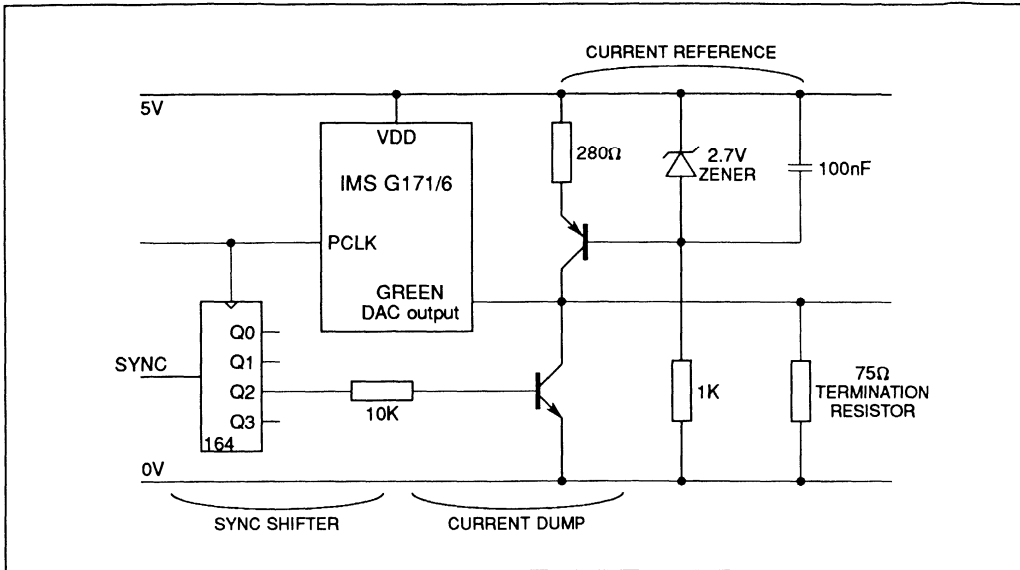 CURRENT REFERENCE
5V
VDD
280Ω
2.7V
ZENER
100nF
IMS G171/6
PCLK
GREEN
DAC output
Q0
Q1
SYNC
Q2
Q3
164
10K
1K
75Ω
TERMINATION
RESISTOR
0V
SYNC SHIFTER
CURRENT DUMP